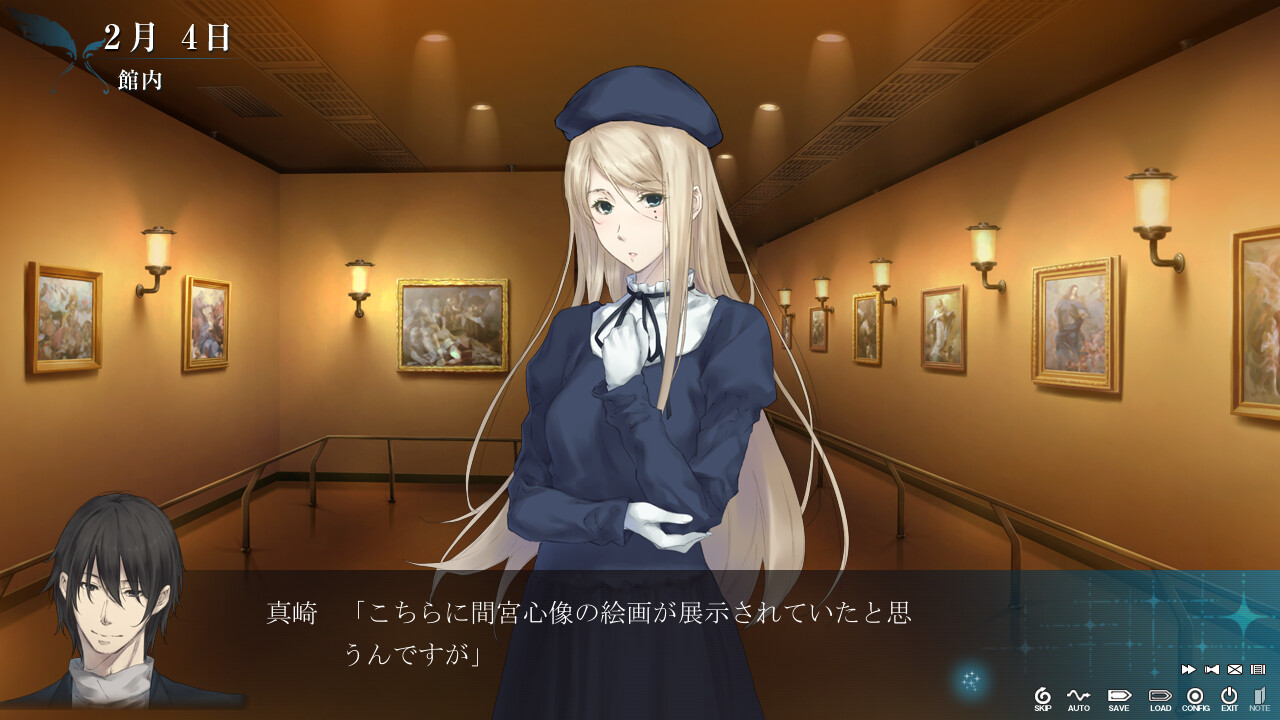 2月 4日
館内
真崎 「こちらに間宮心像の絵画が展示されていたと思
うんですが」
SKIP AUTO SAVE LOAD CONFIG EXIT NOTE